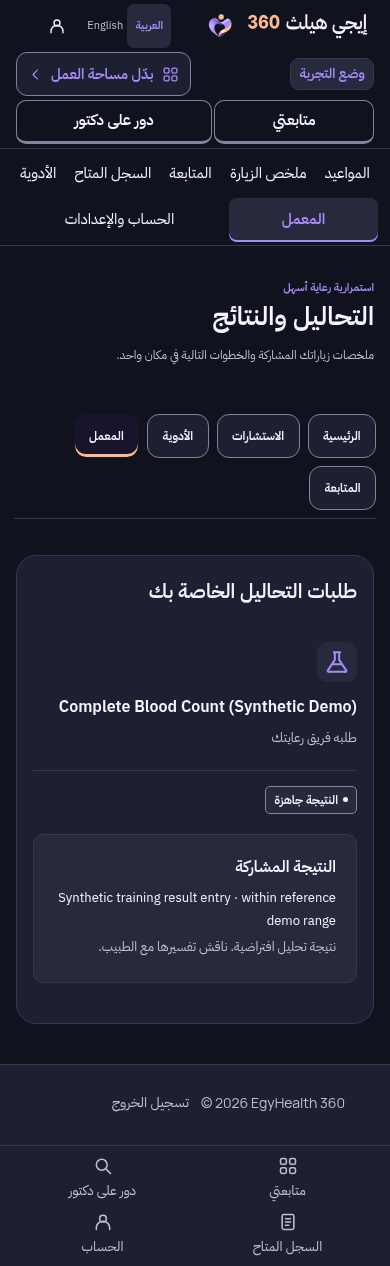 إيجي هيلث 360
العربية
English
وضع التجربة
بدّل مساحة العمل
متابعتي
دور على دكتور
المواعيد
ملخص الزيارة
المتابعة
السجل المتاح
الأدوية
المعمل
الحساب والإعدادات
استمرارية رعاية أسهل
التحاليل والنتائج
ملخصات زياراتك المشاركة والخطوات التالية في مكان واحد.
الرئيسية
الاستشارات
الأدوية
المعمل
المتابعة
طلبات التحاليل الخاصة بك
Complete Blood Count (Synthetic Demo)
طلبه فريق رعايتك
النتيجة جاهزة
النتيجة المشاركة
Synthetic training result entry · within reference
demo range
نتيجة تحليل افتراضية. ناقش تفسيرها مع الطبيب.
© 2026 EgyHealth 360
تسجيل الخروج
متابعتي
دور على دكتور
السجل المتاح
الحساب